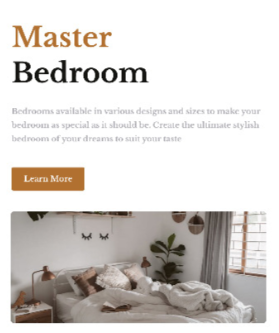 Master
Bedroom
Bedrooms available in various designs and sizes to make your
bedroom as special as it should be. Create the ultimate stylish
bedroom of your dreams to suit your taste
Learn More